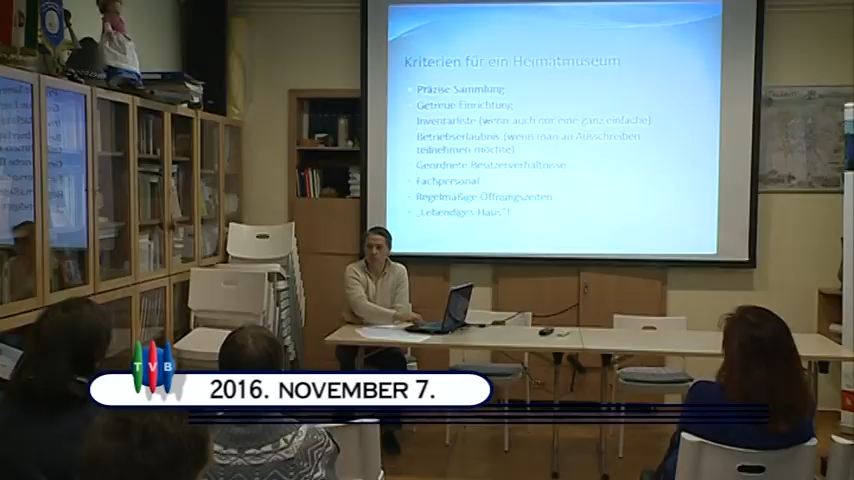 Kriterien für ein Heimatmuseum
Präzise Sammlung
Getreue Einrichtung
Inventarliste (wenn auch nur eine ganz einfache)
Betriebserlaubnis (wenn man an Ausschreiben
teilnehmen möchte)
Geordnete Besitzerverhältnisse
Fachpersonal
Regelmäßige Öffnungszeiten
„Lebendiges Haus"!
TVB
2016. NOVEMBER 7.